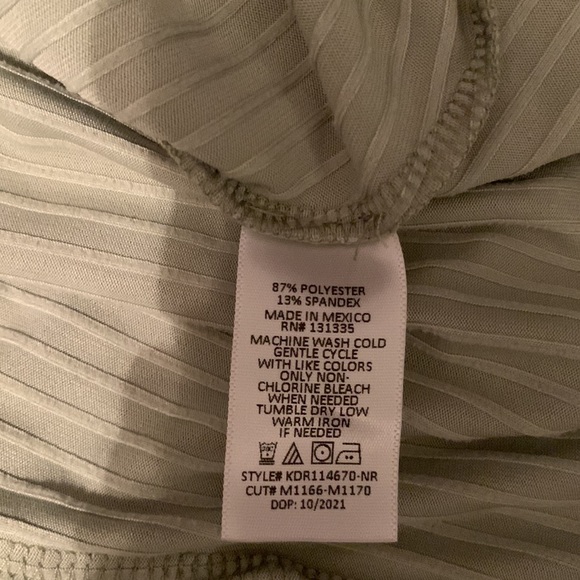 87% POLYESTER
13% SPANDEX
MADE IN MEXICO
RN# 131335
MACHINE WASH COLD
GENTLE CYCLE
WITH LIKE COLORS
ONLY NON-
CHLORINE BLEACH
WHEN NEEDED
TUMBLE DRY LOW
WARM IRON
IF NEEDED
STYLE# KDR114670-NR
CUT# M1166-M1170
DOP: 10/2021